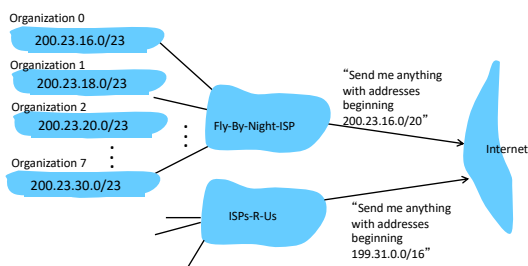 Organization 0
200.23.16.0/23
Organization 1
200.23.18.0/23
Organization 2
200.23.20.0/23
Organization 7
200.23.30.0/23
Fly-By-Night-ISP
“Send me anything
with addresses
beginning
200.23.16.0/20”
Internet
ISPs-R-Us
“Send me anything
with addresses
beginning
199.31.0.0/16”